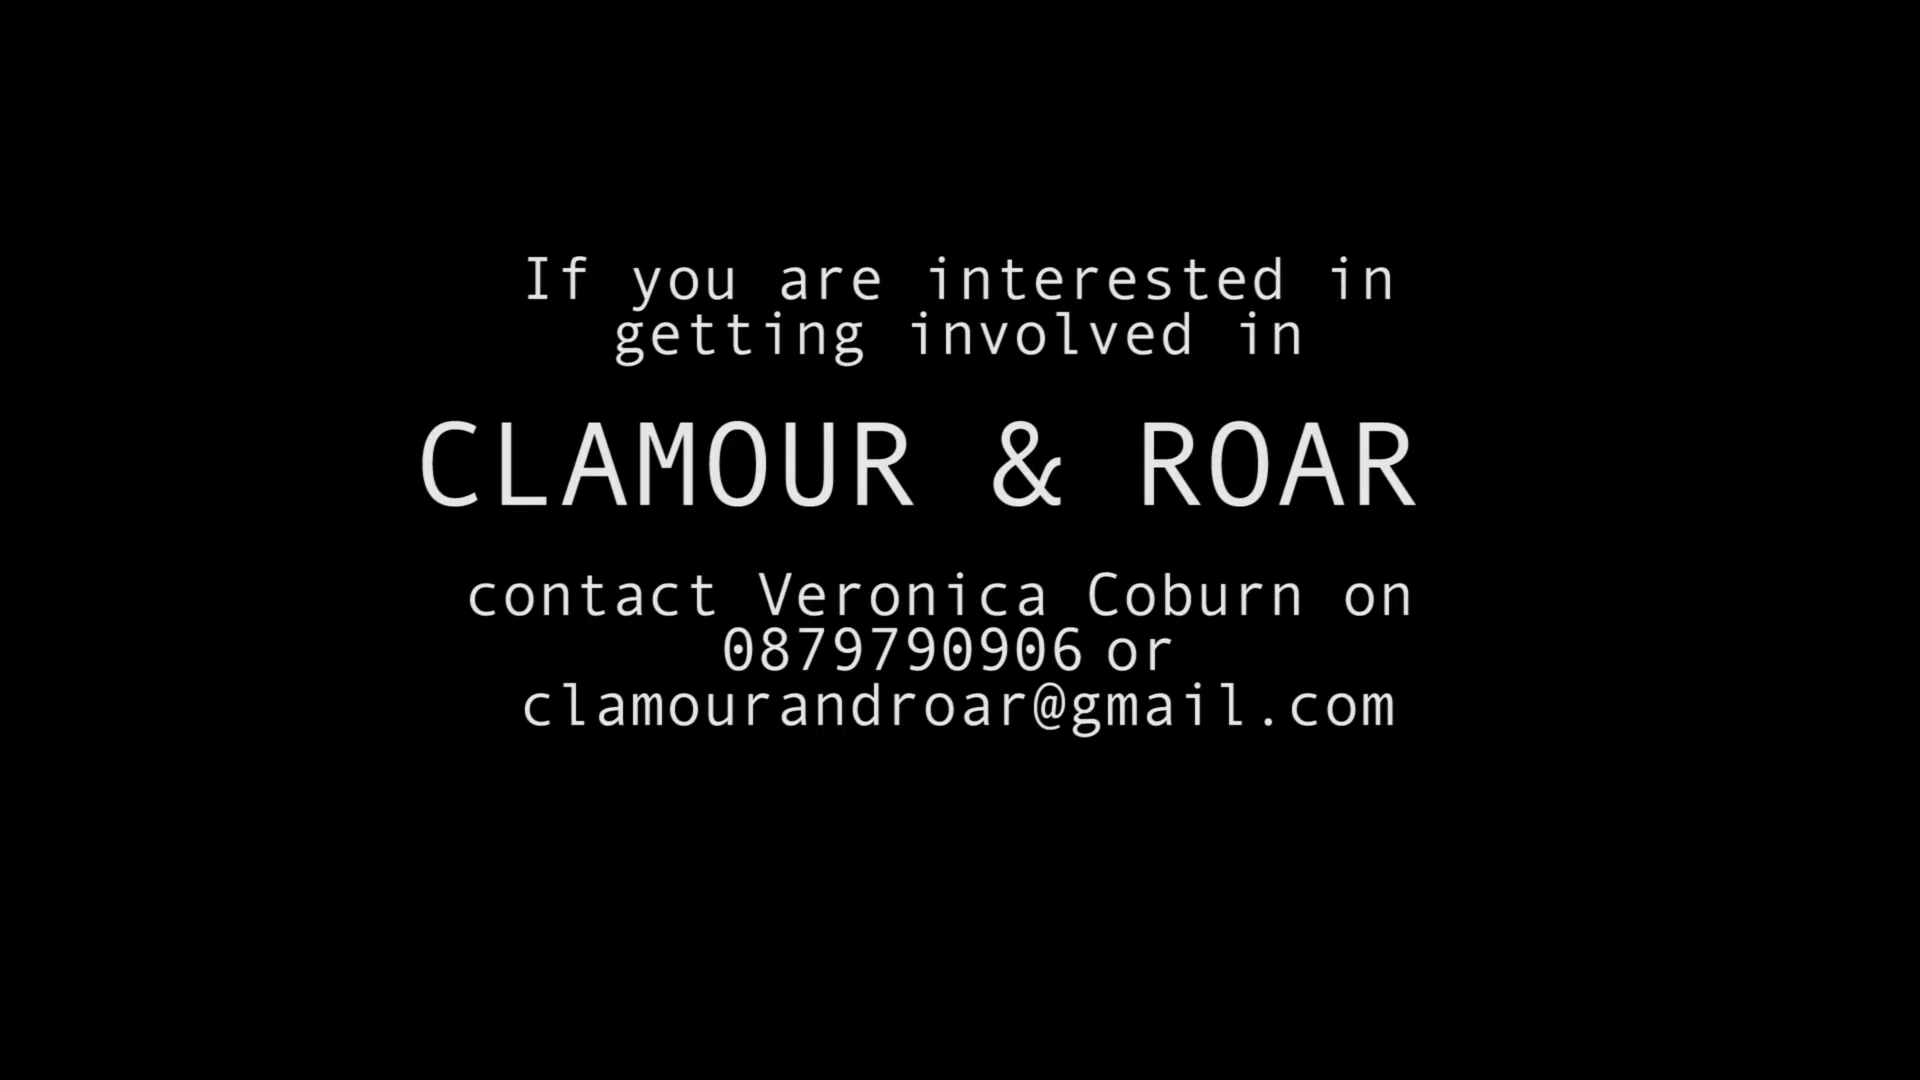 If you are interested in
getting involved in
CLAMOUR & ROAR
contact Veronica Coburn on
0879790906 or
clamourandroar@gmail.com